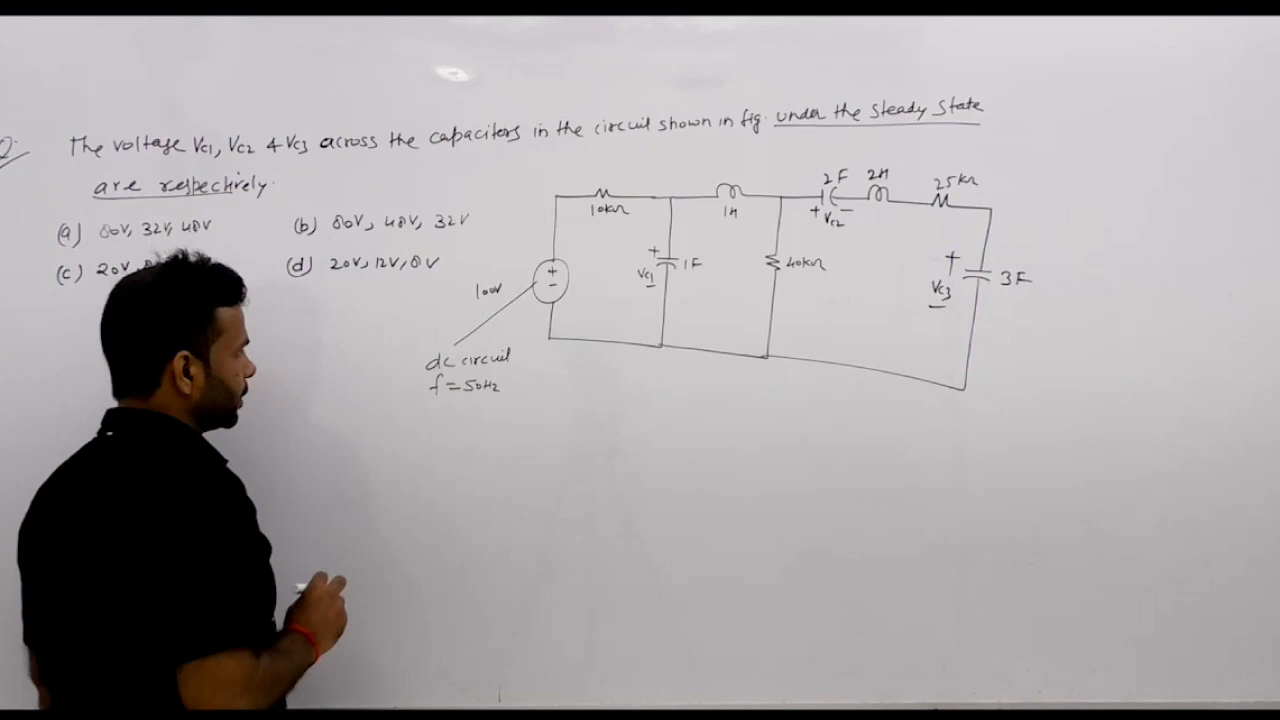 Q.
The voltage Vc1, Vc2 & Vc3 across the capacitors in the circuit shown in fig. under the steady state
are respectively.
(a) 80V, 32V, 48V
(b) 80V, 48V, 32V
(c) 20V
(d) 20V, 12V, 8V
10kΩ
1H
2F
2H
25kΩ
+ Vc2 −
100V
+
−
+
Vc1
1F
40kΩ
+
Vc3
3F
dc circuit
f=50Hz